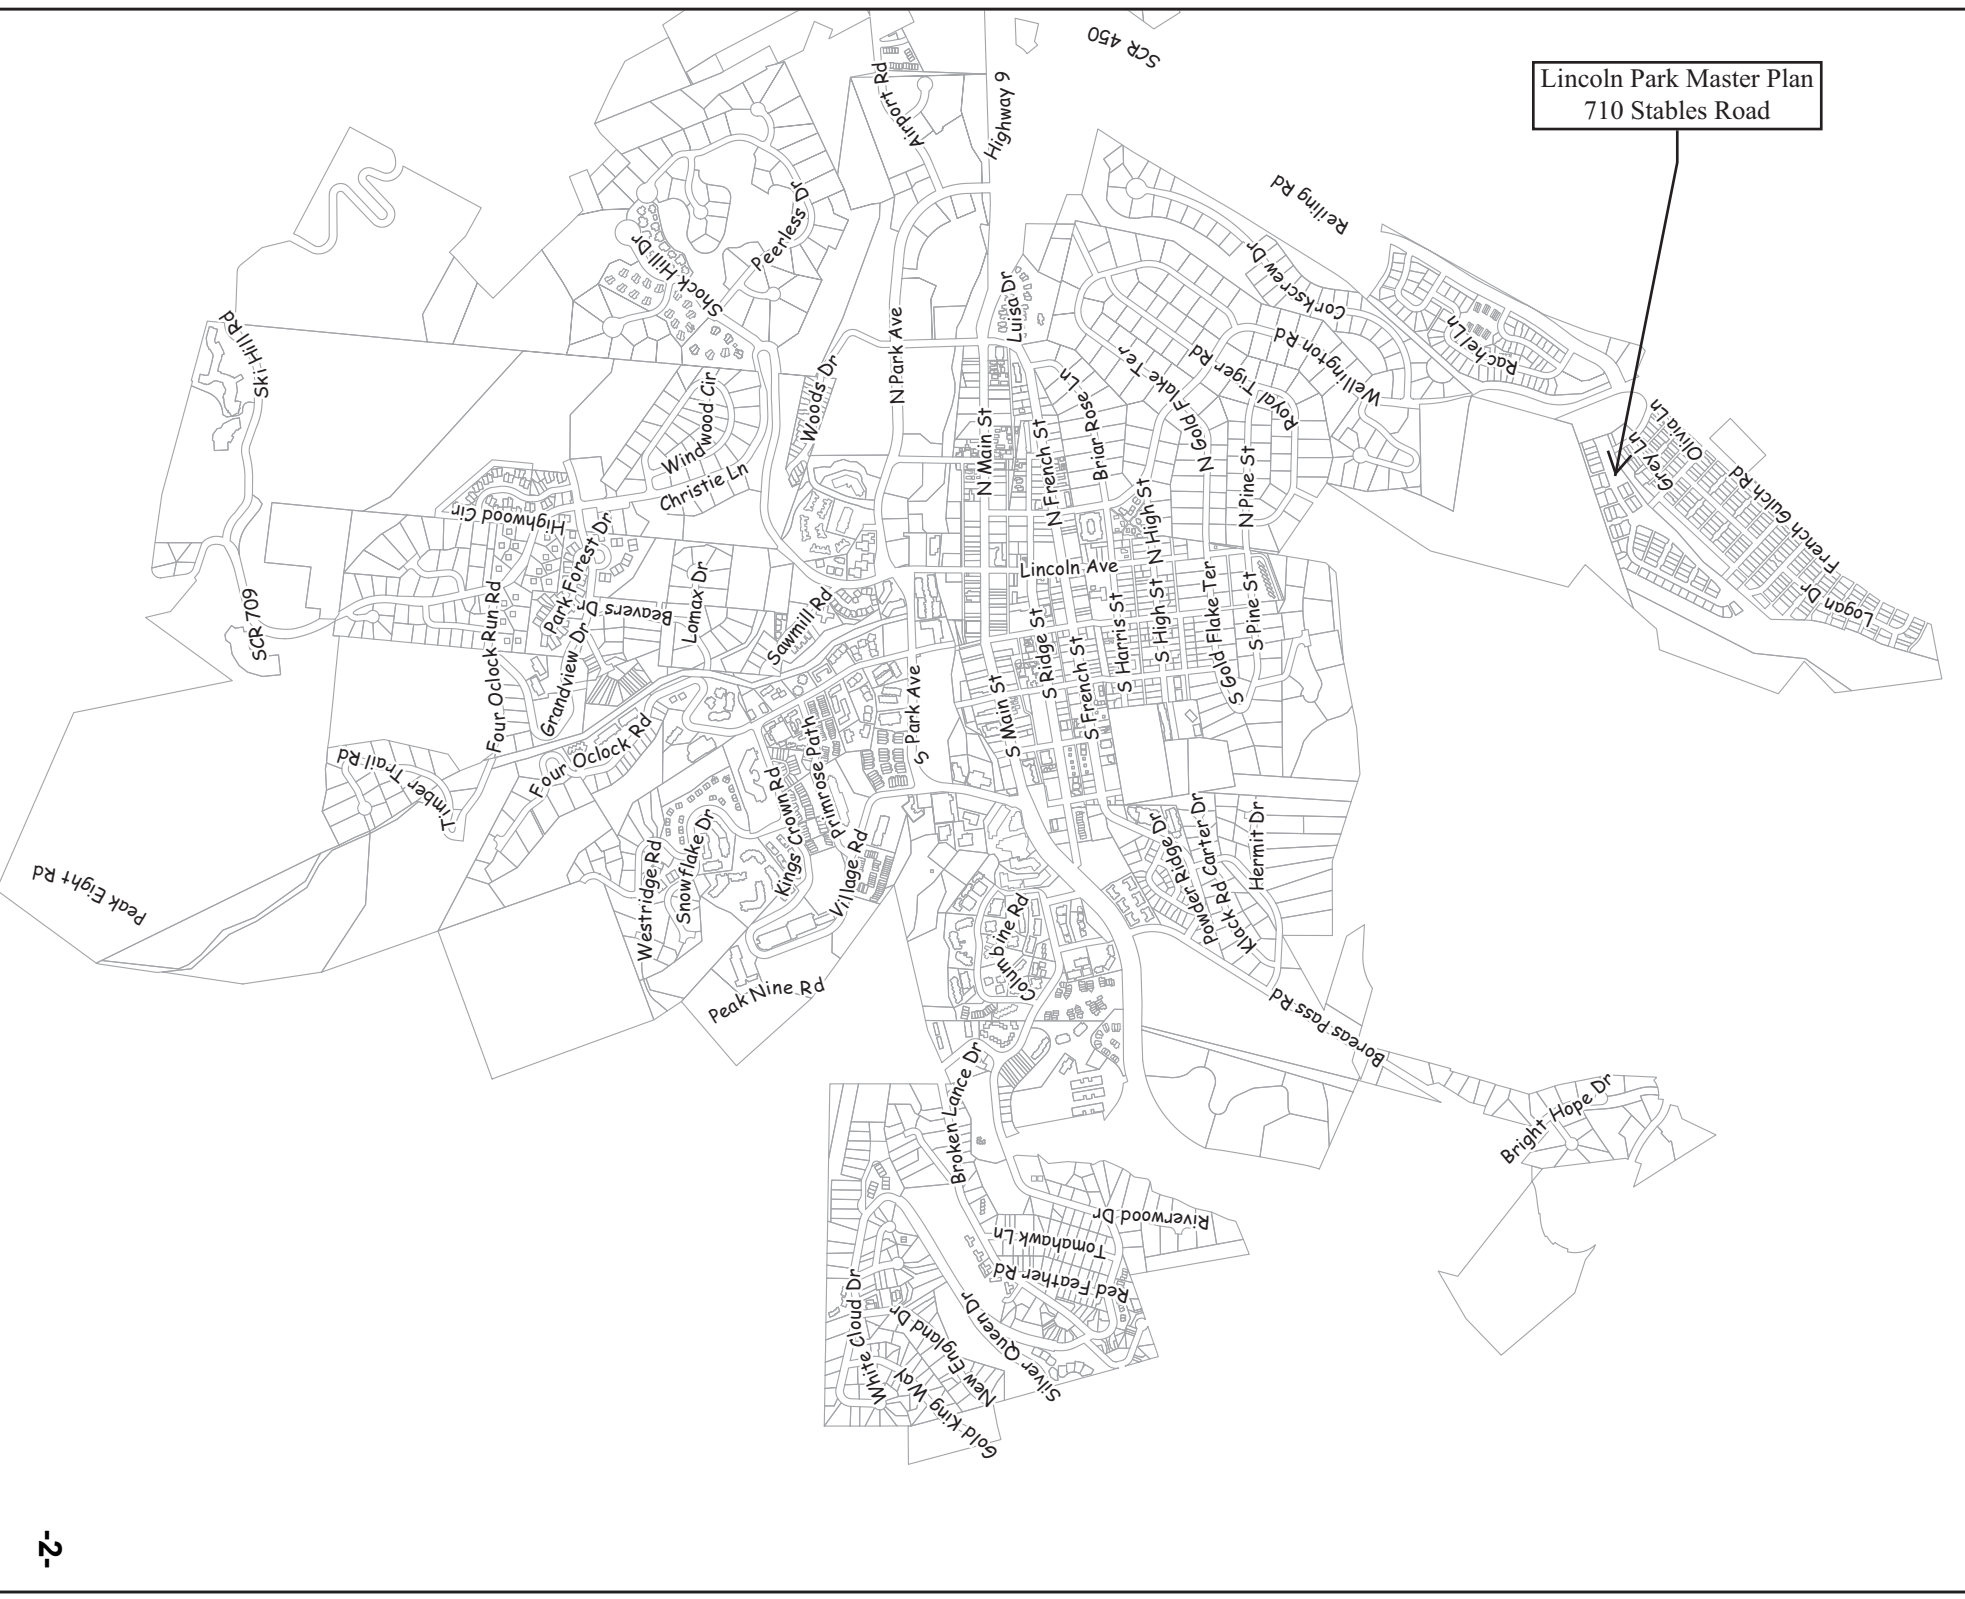 SCR 450
Lincoln Park Master Plan
710 Stables Road
Airport Rd
Highway 9
Reiling Rd
Peerless Dr
Shock Hill Dr
Corkscrew Dr
Luisa Dr
Ski Hill Rd
N Park Ave
Woods Dr
Wellington Rd
Rachel Ln
Royal Tiger Rd
N Gold Flake Ter
Briar Rose Ln
Windwood Cir
Christie Ln
N Main St
N French St
N Pine St
Grey Ln
Olivia Ln
French Gulch Rd
Logan Dr
Highwood Cir
Park Forest Dr
N High St
Lincoln Ave
Beavers Dr
Lomax Dr
Sawmill Rd
SCR 709
Four Oclock Run Rd
Grandview Dr
S Ridge St
S French St
S Harris St
S High St
S Gold Flake Ter
S Pine St
S Park Ave
S Main St
Four Oclock Rd
Timber Trail Rd
Primrose Path
Kings Crown Rd
Village Rd
Snowflake Dr
Westridge Rd
Peak Eight Rd
Powder Ridge Dr
Carter Dr
Klack Rd
Hermit Dr
Columbine Rd
Peak Nine Rd
Boreas Pass Rd
Broken Lance Dr
Bright Hope Dr
Riverwood Dr
Tomahawk Ln
Red Feather Rd
White Cloud Dr
New England Dr
Silver Queen Dr
Gold King Way
-2-